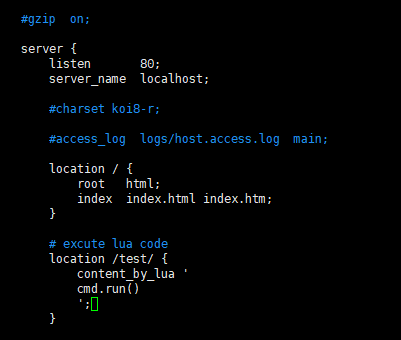 #gzip  on;
server {
listen       80;
server_name  localhost;
#charset koi8-r;
#access_log  logs/host.access.log  main;
location / {
root   html;
index  index.html index.htm;
}
# excute lua code
location /test/ {
content_by_lua '
cmd.run()
';
}